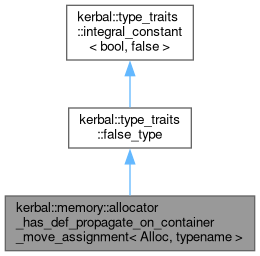 kerbal::type_traits
::integral_constant
< bool, false >
kerbal::type_traits
::false_type
kerbal::memory::allocator
_has_def_propagate_on_container
_move_assignment< Alloc, typename >